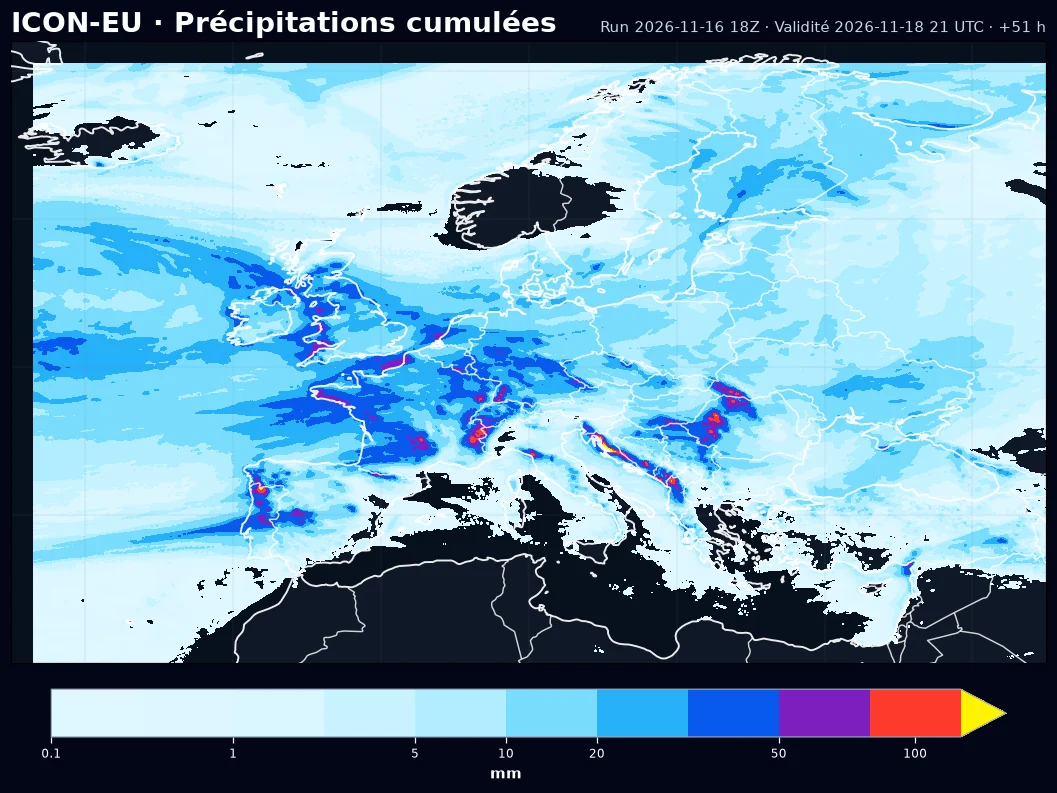 ICON-EU · Précipitations cumulées
Run 2026-11-16 18Z · Validité 2026-11-18 21 UTC · +51 h
0.1 1 5 10 20 50 100
mm